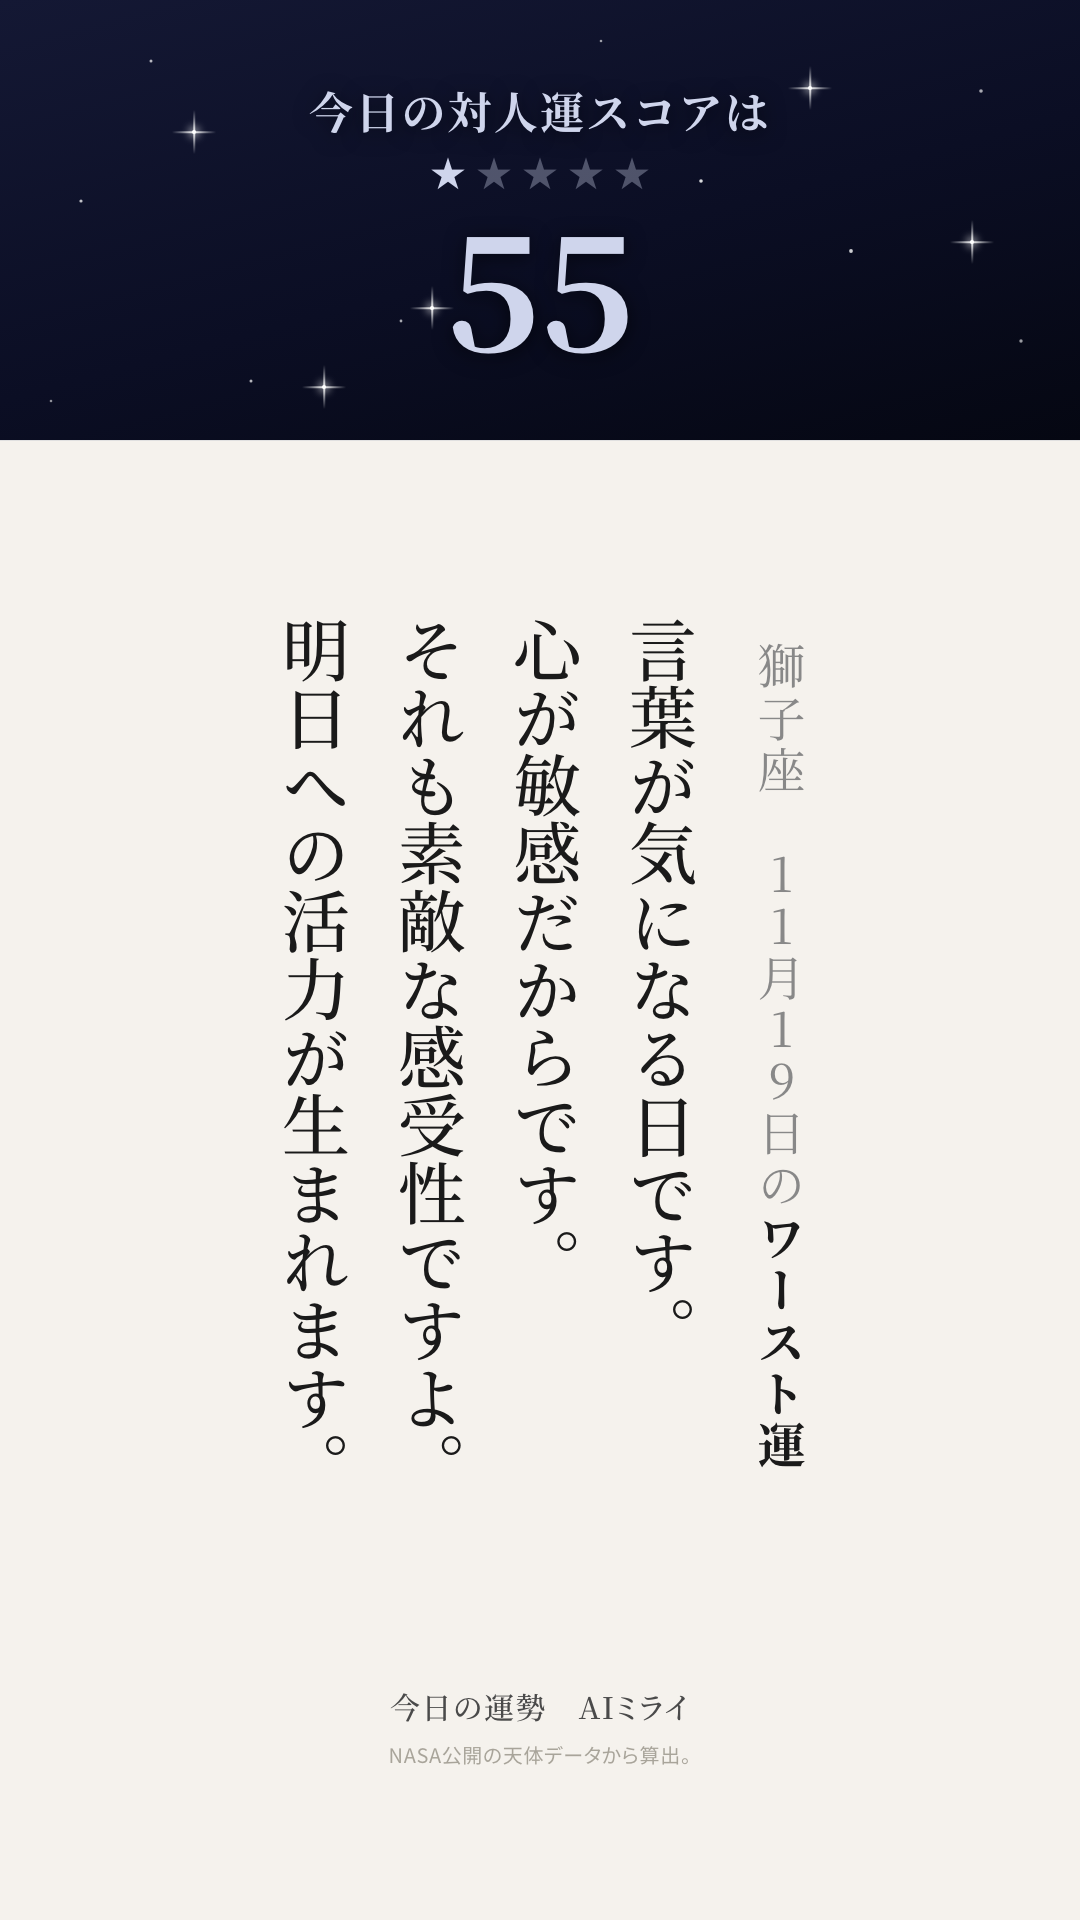 今日の対人運スコアは
★★★★★
55
獅子座　11月19日のワースト運
言葉が気になる日です。
心が敏感だからです。
それも素敵な感受性ですよ。
明日への活力が生まれます。
今日の運勢　AIミライ
NASA公開の天体データから算出。